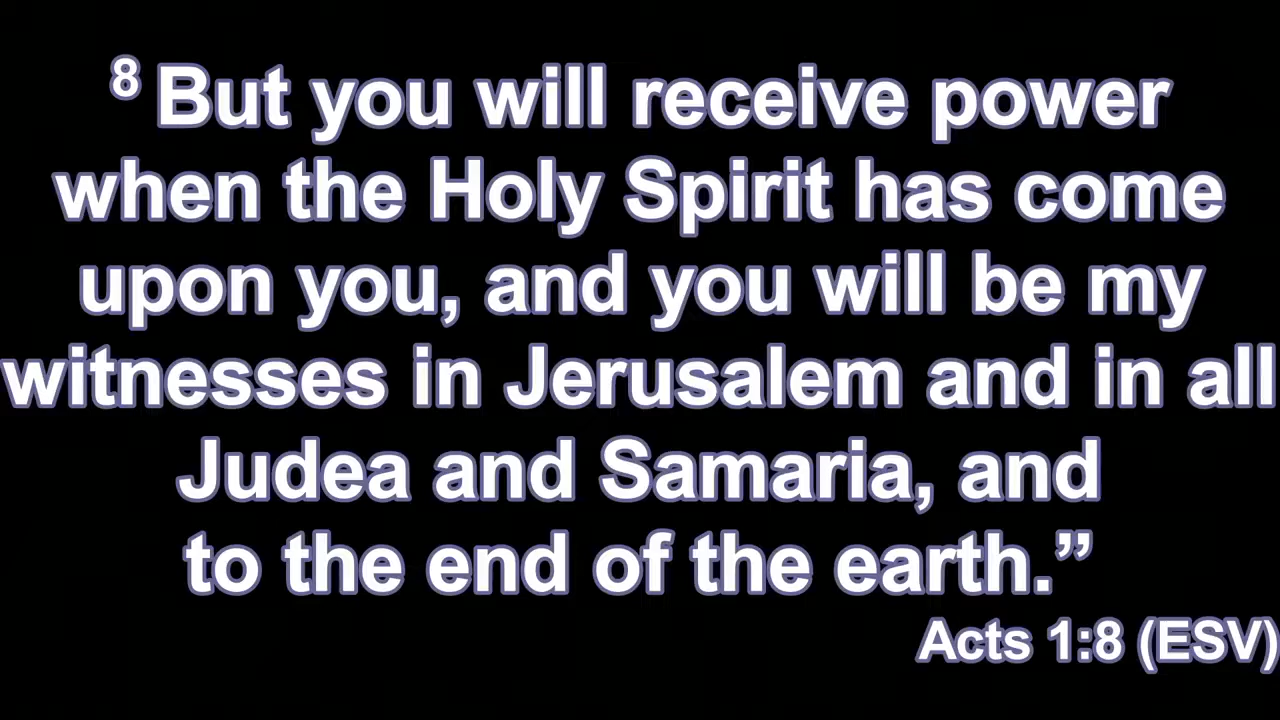 8 But you will receive power
when the Holy Spirit has come
upon you, and you will be my
witnesses in Jerusalem and in all
Judea and Samaria, and
to the end of the earth.”
Acts 1:8 (ESV)